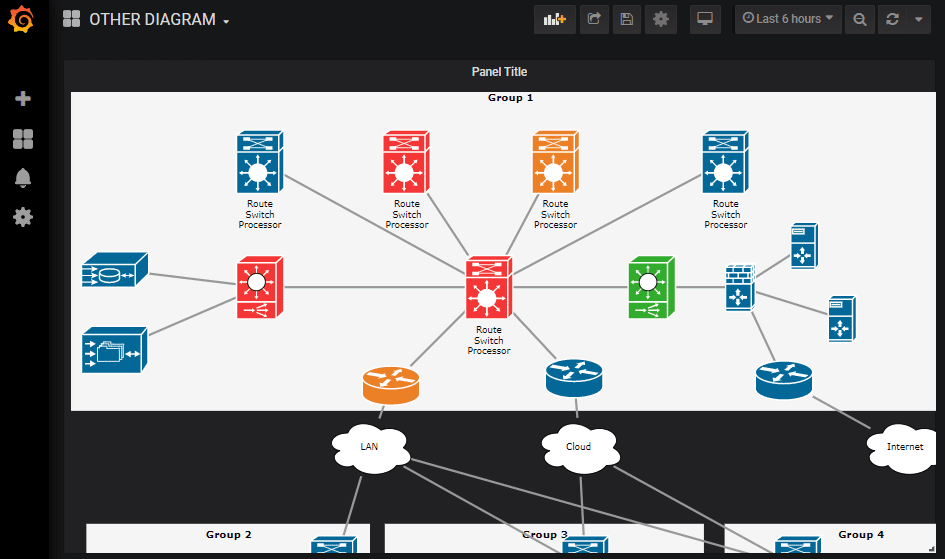 OTHER DIAGRAM
Last 6 hours
Panel Title
Group 1
Route
Switch
Processor
Route
Switch
Processor
Route
Switch
Processor
Route
Switch
Processor
Route
Switch
Processor
LAN
Cloud
Internet
Group 2
Group 3
Group 4